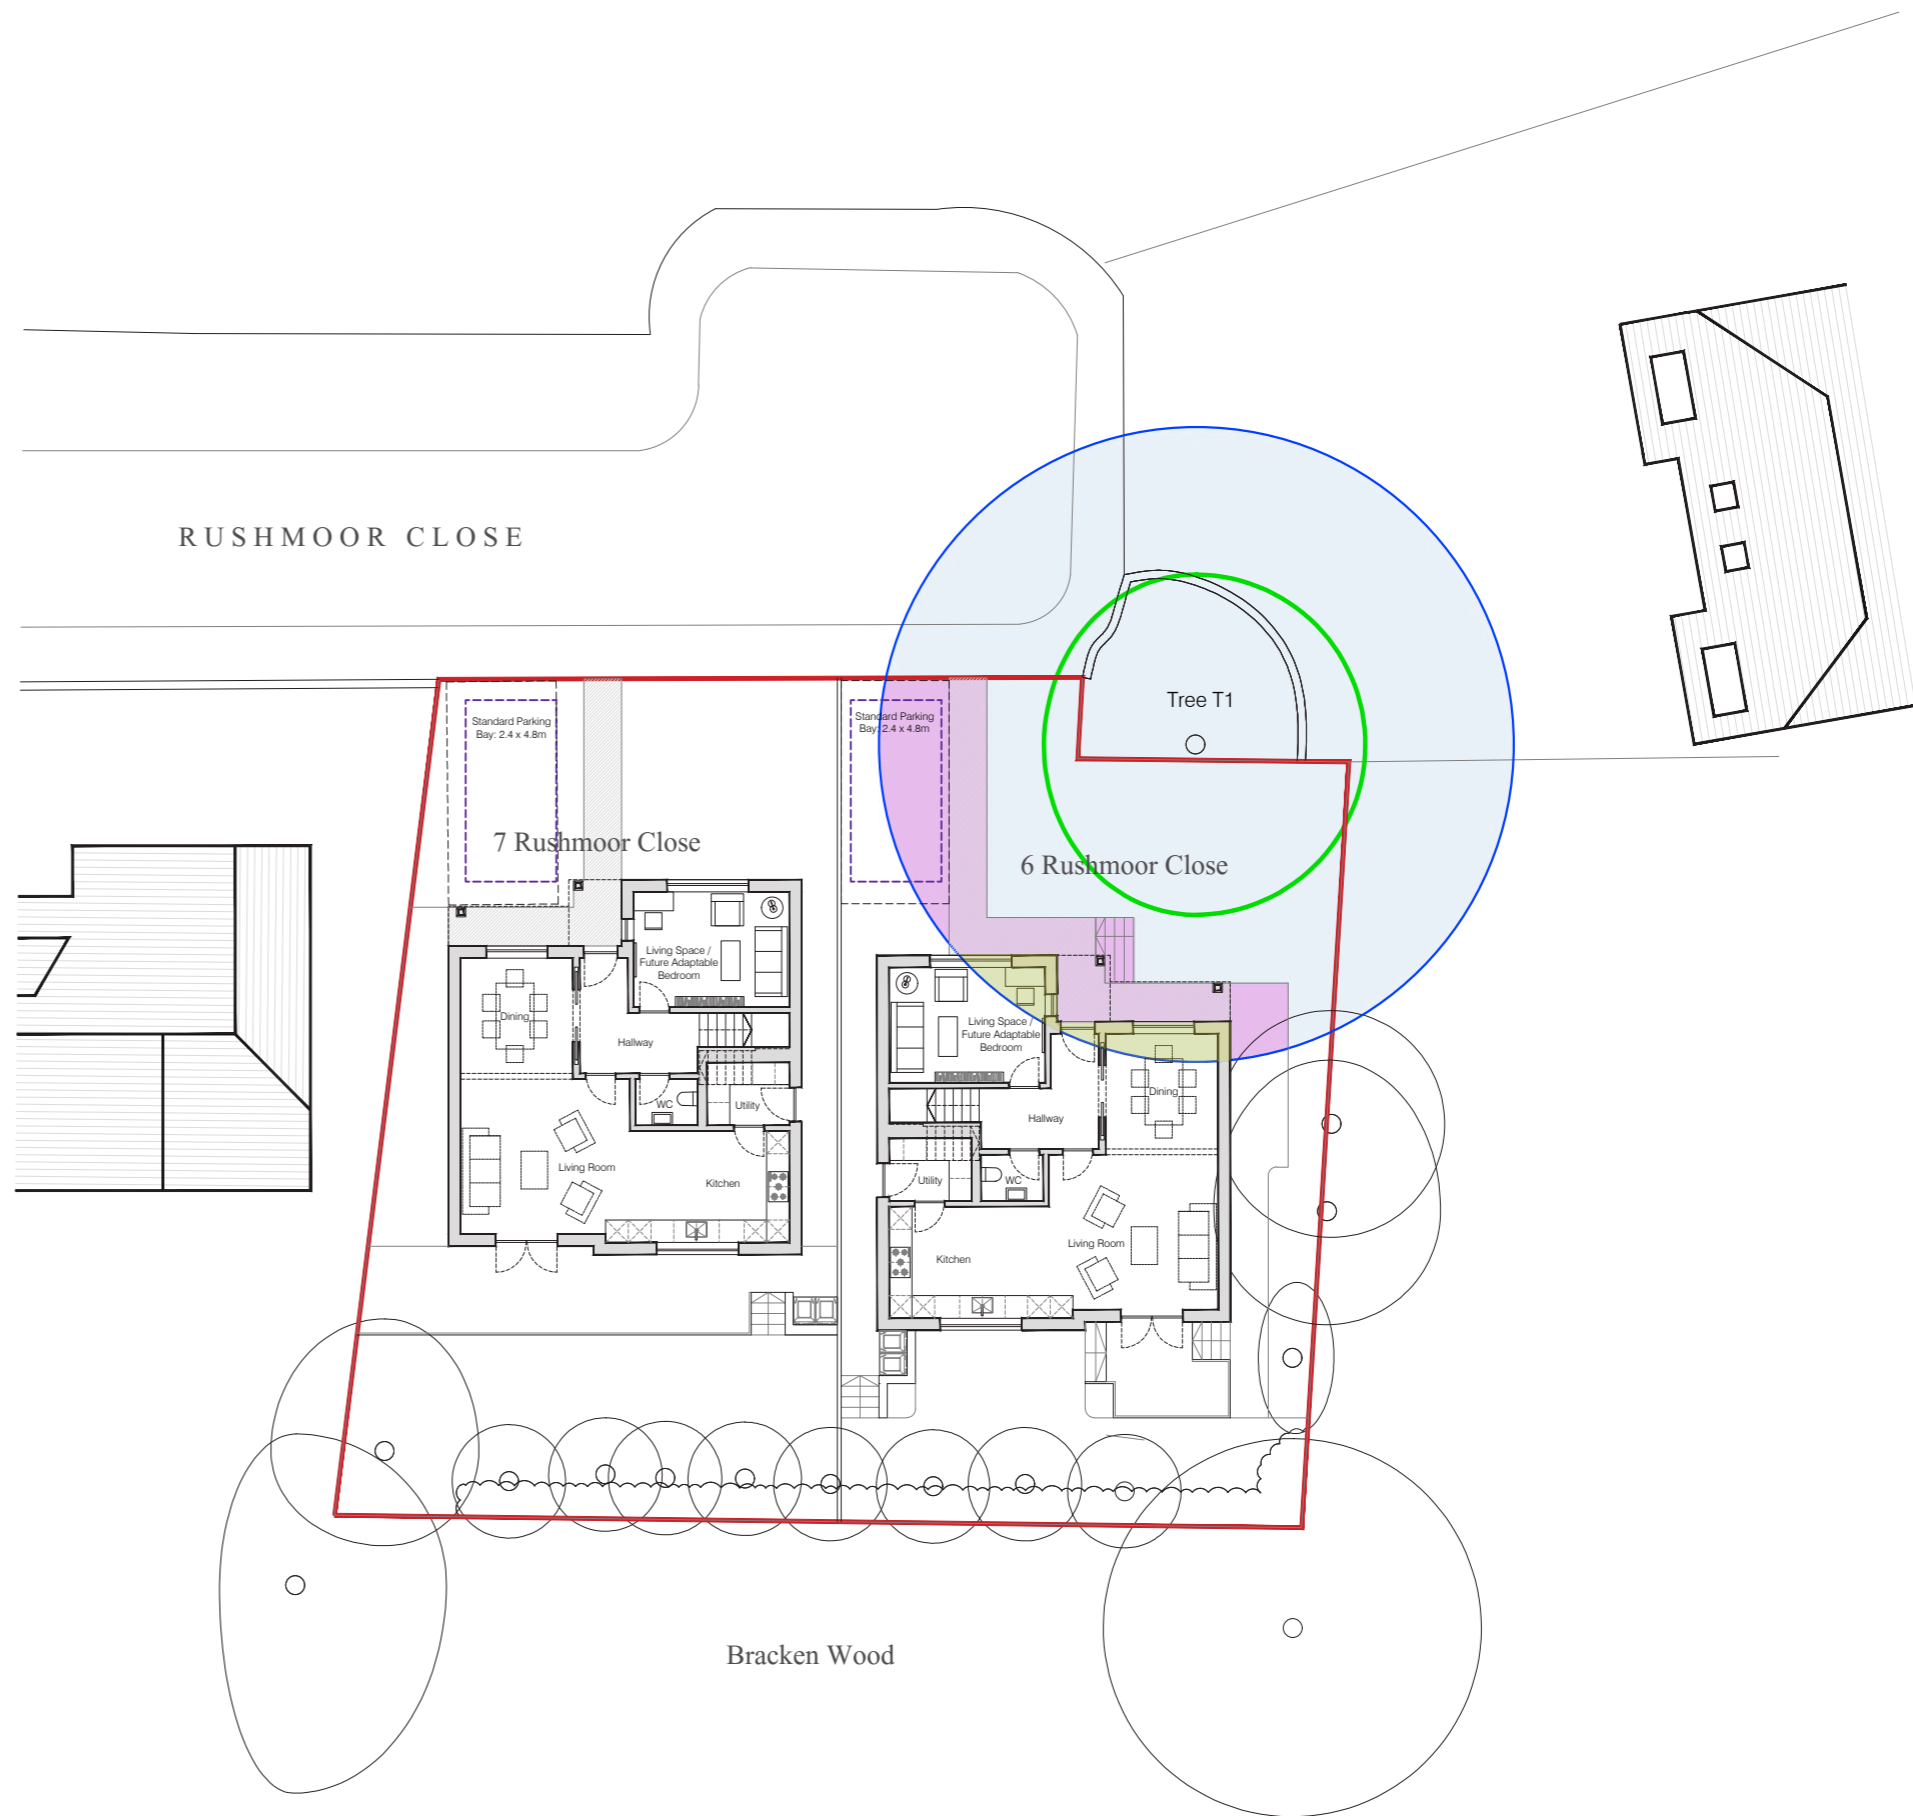 RUSHMOOR CLOSE
Tree T1
Standard Parking
Bay: 2.4 x 4.8m
Standard Parking
Bay: 2.4 x 4.8m
7 Rushmoor Close
6 Rushmoor Close
Living Space /
Future Adaptable
Bedroom
Dining
Hallway
WC
Utility
Living Room
Kitchen
Living Space /
Future Adaptable
Bedroom
Dining
Hallway
Utility
WC
Living Room
Kitchen
Bracken Wood